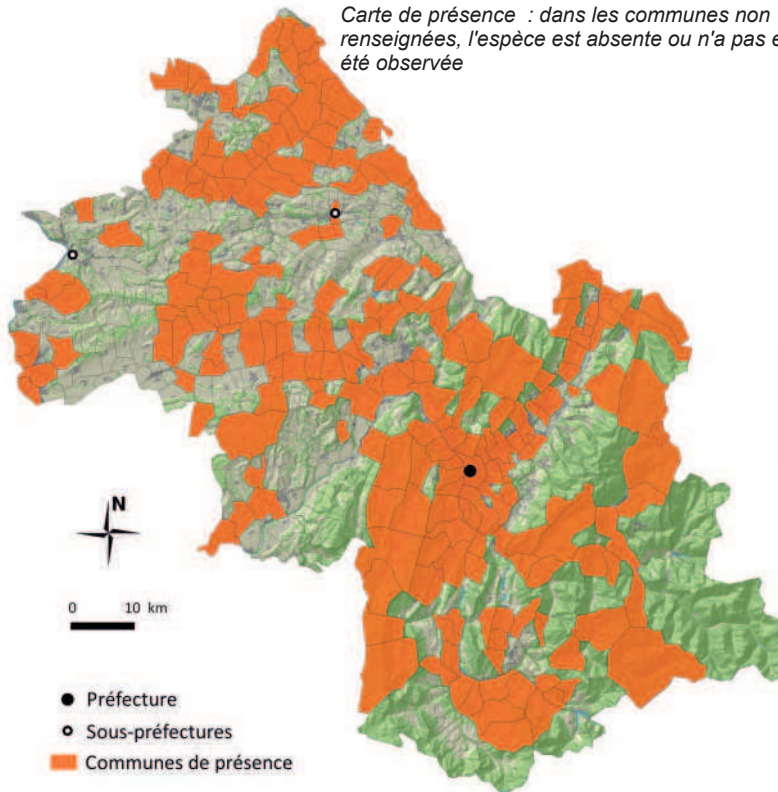 Carte de présence : dans les communes non
renseignées, l'espèce est absente ou n'a pas e
été observée
N
0 10 km
Préfecture
Sous-préfectures
Communes de présence